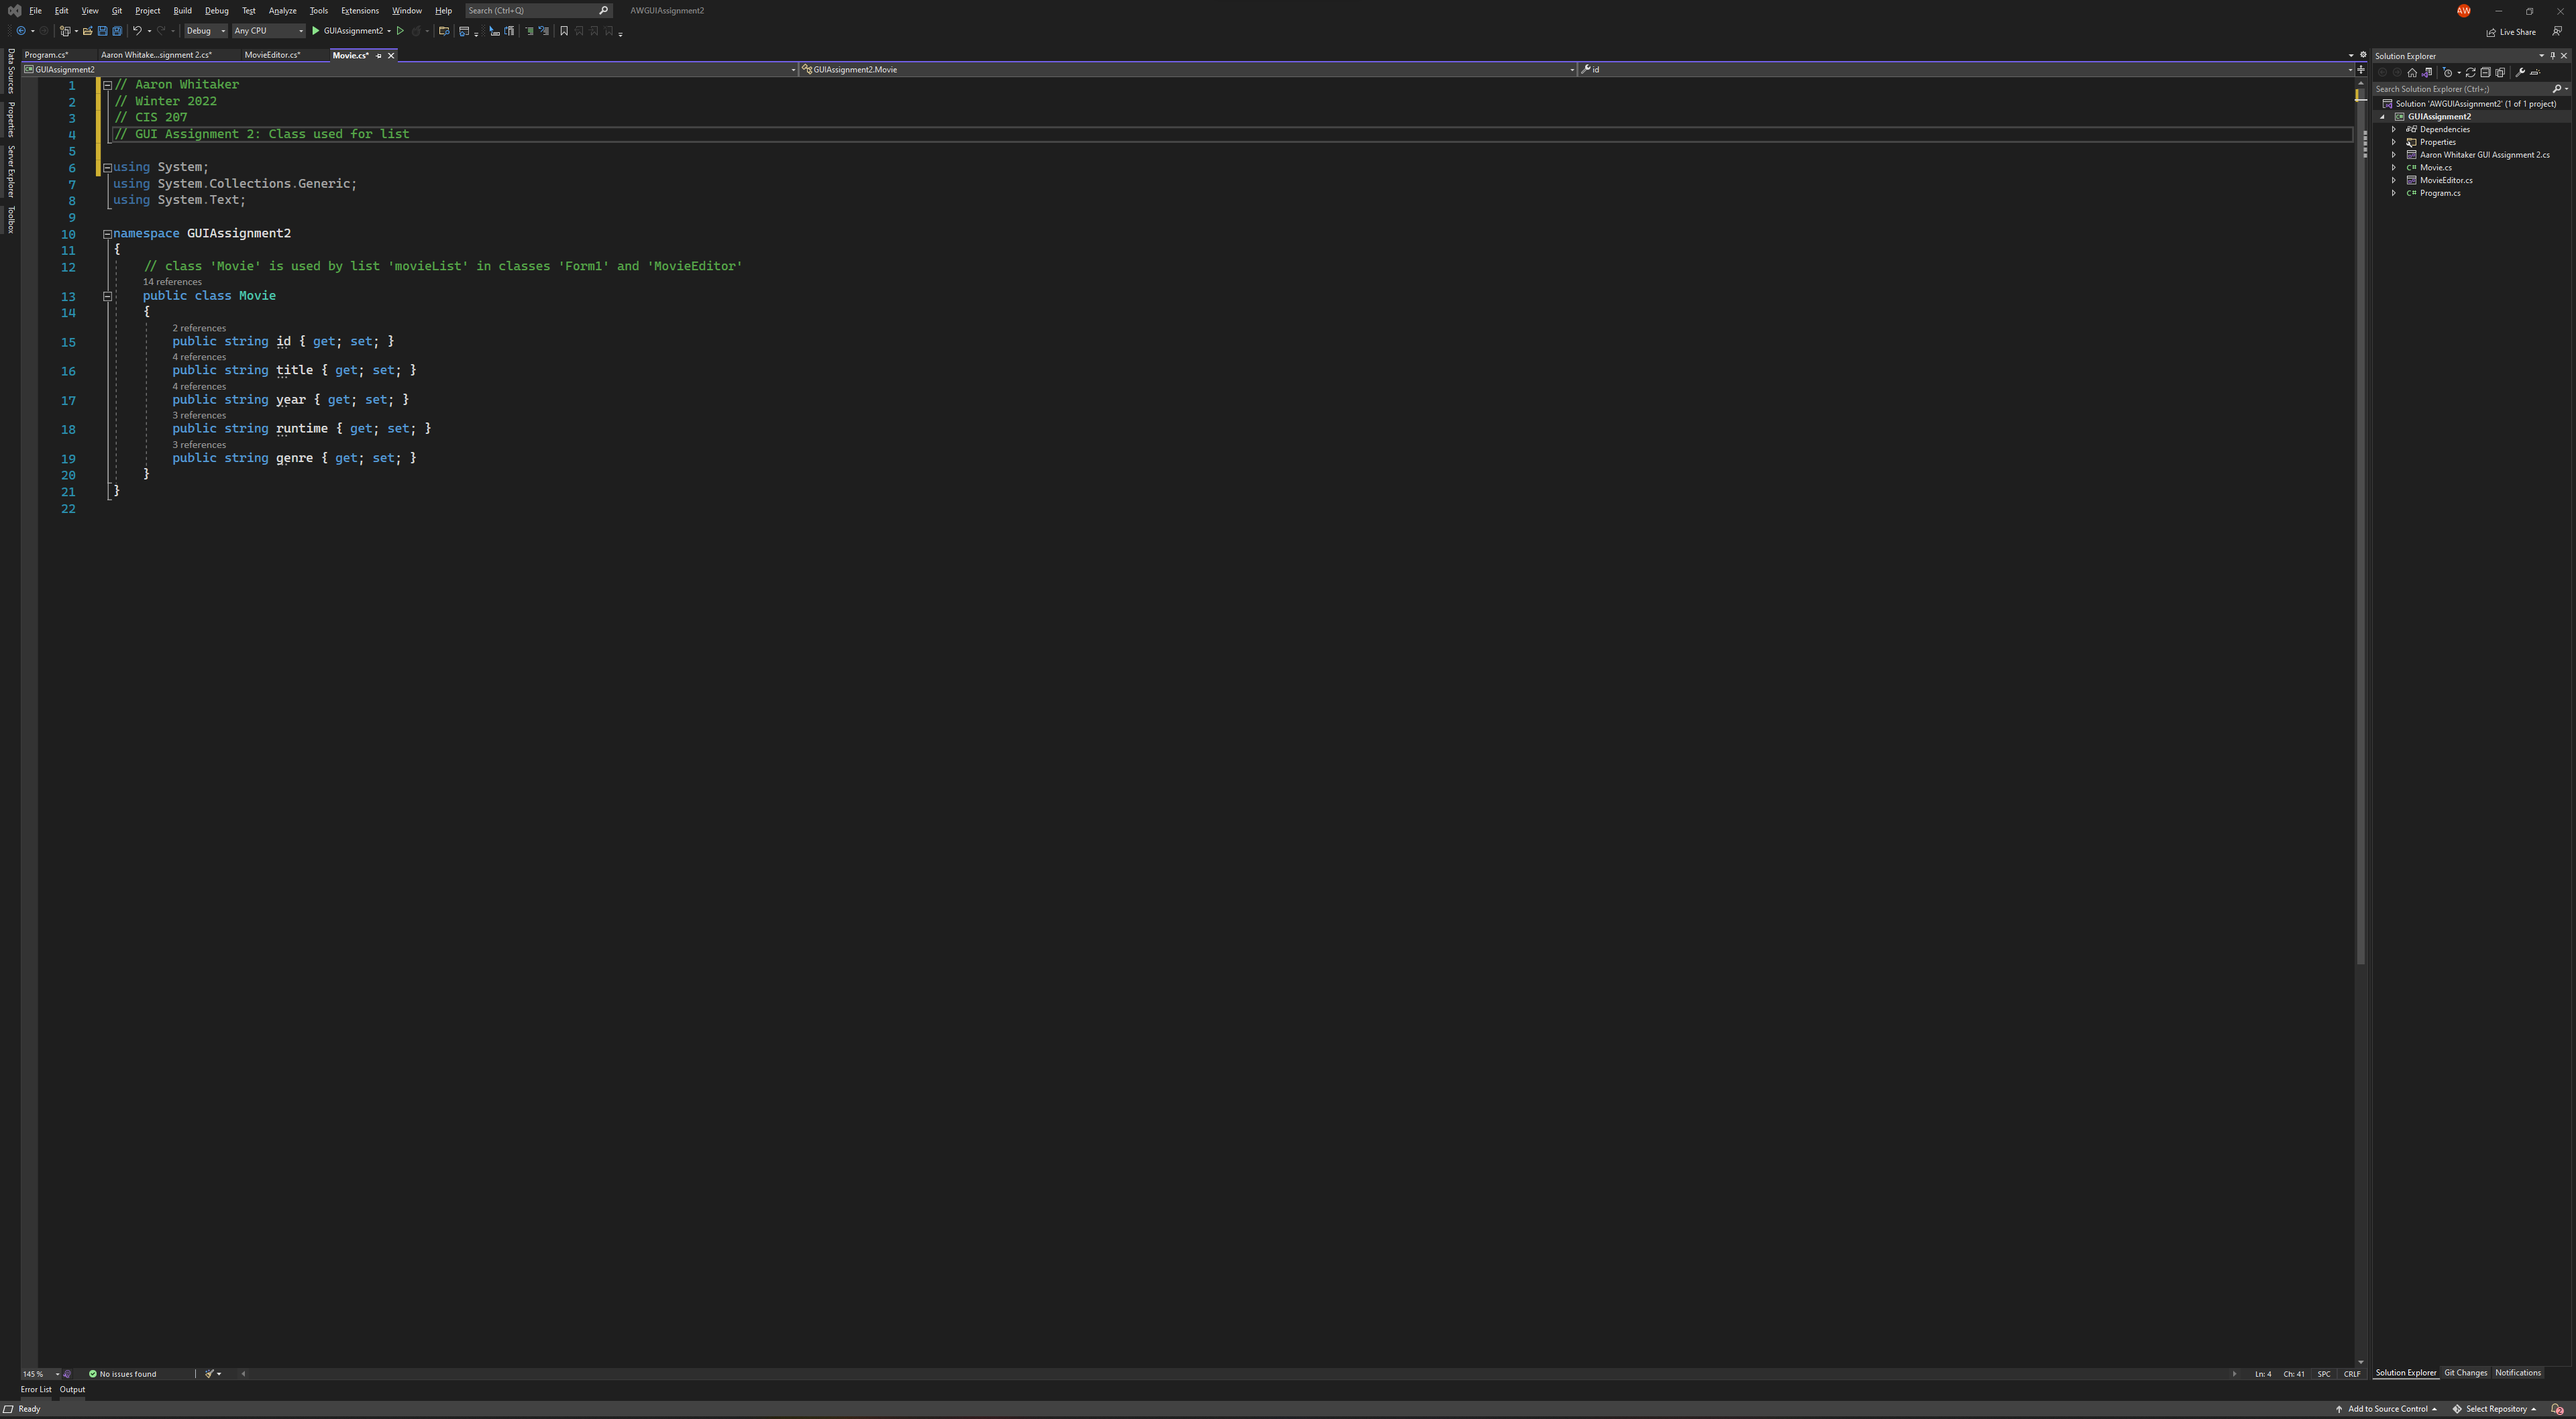 File Edit View Git Project Build Debug Test Analyze Tools Extensions Window Help Search (Ctrl+Q) AWGUIAssignment2 AW
Debug Any CPU GUIAssignment2 Live Share
Program.cs* Aaron Whitake...signment 2.cs* MovieEditor.cs* Movie.cs*
GUIAssignment2 GUIAssignment2.Movie id
Data Sources
Properties
Server Explorer
Toolbox
1 // Aaron Whitaker
2 // Winter 2022
3 // CIS 207
4 // GUI Assignment 2: Class used for list
5
6 using System;
7 using System.Collections.Generic;
8 using System.Text;
9
10 namespace GUIAssignment2
11 {
12 // class 'Movie' is used by list 'movieList' in classes 'Form1' and 'MovieEditor'
14 references
13 public class Movie
14 {
2 references
15 public string id { get; set; }
4 references
16 public string title { get; set; }
4 references
17 public string year { get; set; }
3 references
18 public string runtime { get; set; }
3 references
19 public string genre { get; set; }
20 }
21 }
22
Solution Explorer
Search Solution Explorer (Ctrl+;)
Solution 'AWGUIAssignment2' (1 of 1 project)
GUIAssignment2
Dependencies
Properties
Aaron Whitaker GUI Assignment 2.cs
C# Movie.cs
MovieEditor.cs
C# Program.cs
145 % No issues found Ln: 4 Ch: 41 SPC CRLF
Solution Explorer Git Changes Notifications
Error List Output
Ready Add to Source Control Select Repository 2